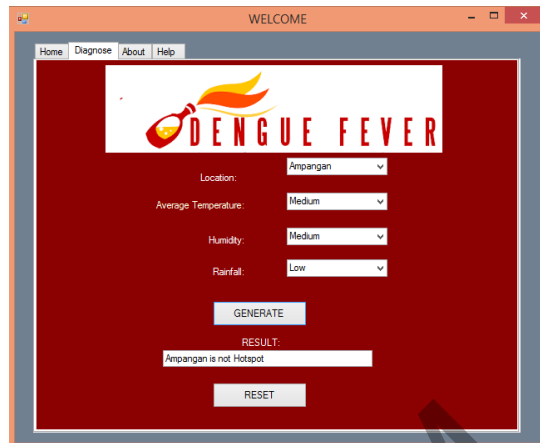 WELCOME
Home Diagnose About Help
DENGUE FEVER
Location: Ampangan
Average Temperature: Medium
Humidity: Medium
Rainfall: Low
GENERATE
RESULT:
Ampangan is not Hotspot
RESET